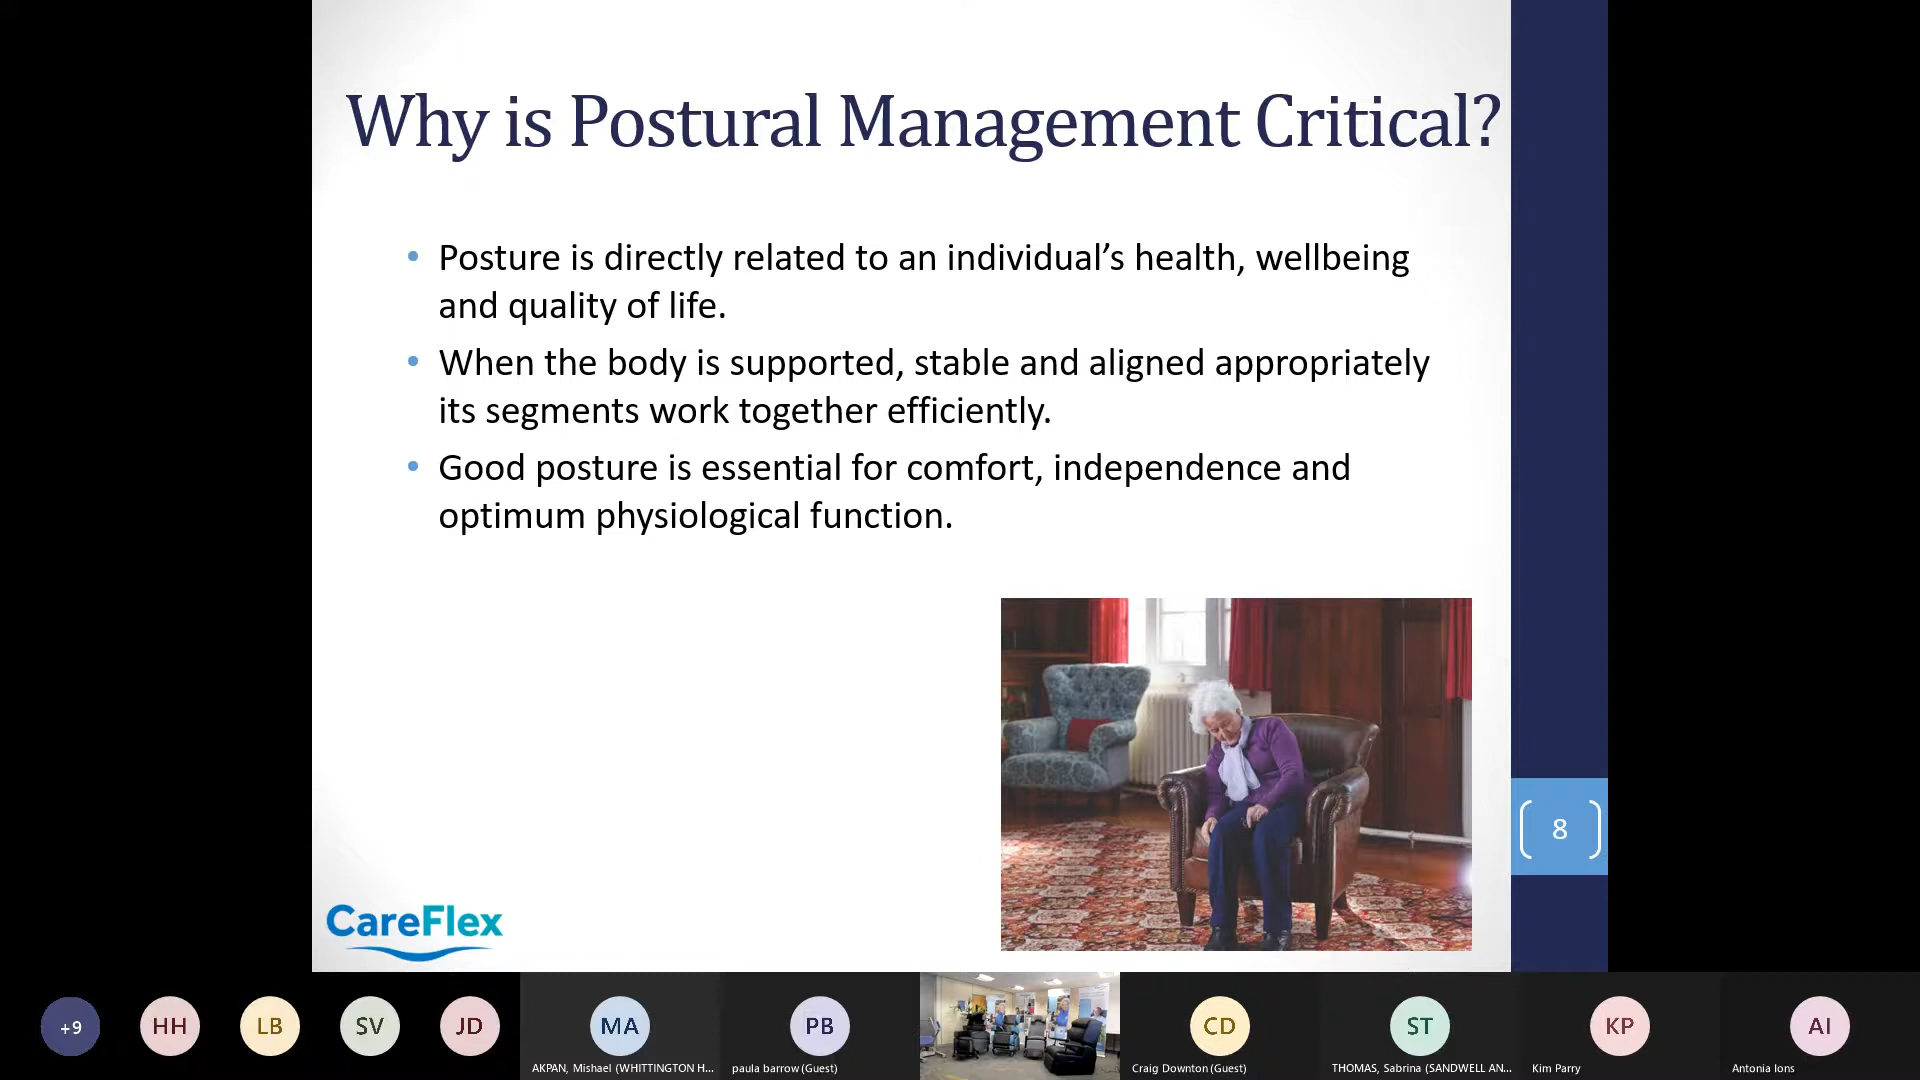 Why is Postural Management Critical?
• Posture is directly related to an individual’s health, wellbeing
and quality of life.
• When the body is supported, stable and aligned appropriately
its segments work together efficiently.
• Good posture is essential for comfort, independence and
optimum physiological function.
8
CareFlex
+9
HH
LB
SV
JD
MA
AKPAN, Mishael (WHITTINGTON H...
PB
paula barrow (Guest)
CD
Craig Downton (Guest)
ST
THOMAS, Sabrina (SANDWELL AN...
KP
Kim Parry
AI
Antonia Ions